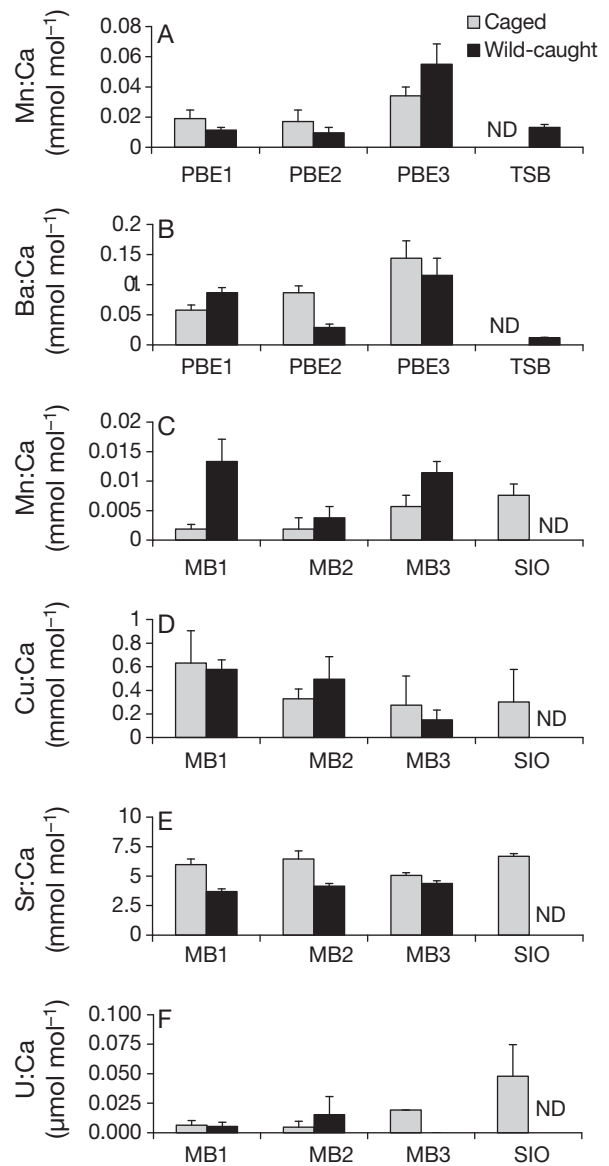 Caged
Wild-caught
A
Mn:Ca
(mmol mol⁻¹)
0.08
0.06
0.04
0.02
0
ND
PBE1 PBE2 PBE3 TSB
B
Ba:Ca
(mmol mol⁻¹)
0.2
0.15
0.1
0.05
0
ND
PBE1 PBE2 PBE3 TSB
C
Mn:Ca
(mmol mol⁻¹)
0.02
0.015
0.01
0.005
0
ND
MB1 MB2 MB3 SIO
D
Cu:Ca
(mmol mol⁻¹)
1
0.8
0.6
0.4
0.2
0
ND
MB1 MB2 MB3 SIO
E
Sr:Ca
(mmol mol⁻¹)
10
7.5
5
2.5
0
ND
MB1 MB2 MB3 SIO
F
U:Ca
(µmol mol⁻¹)
0.100
0.075
0.050
0.025
0.000
ND
MB1 MB2 MB3 SIO